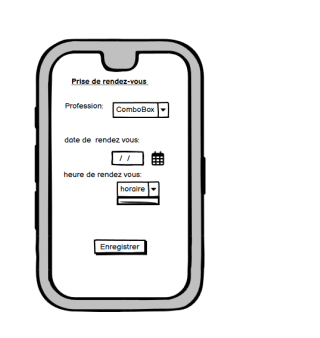 Prise de rendez-vous
Profession: ComboBox
date de rendez vous:
/ /
heure de rendez vous:
horaire
Enregistrer